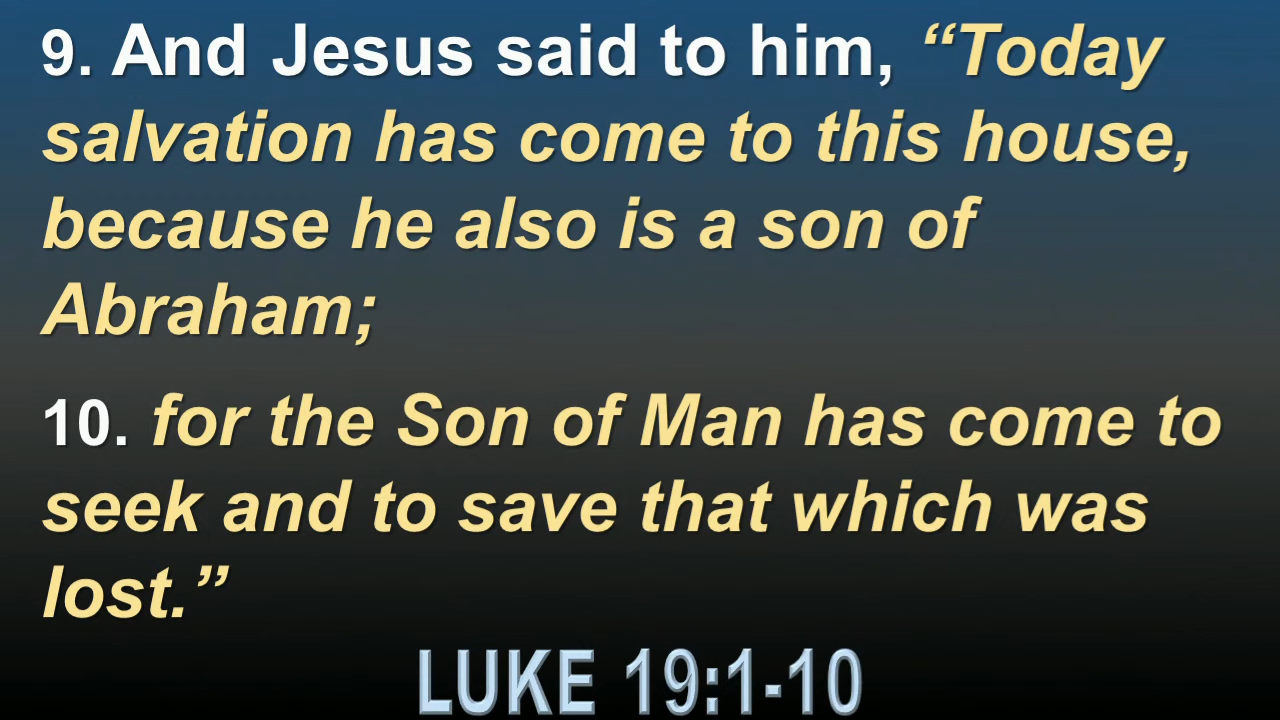 9. And Jesus said to him, “Today
salvation has come to this house,
because he also is a son of
Abraham;
10. for the Son of Man has come to
seek and to save that which was
lost.”
LUKE 19:1-10